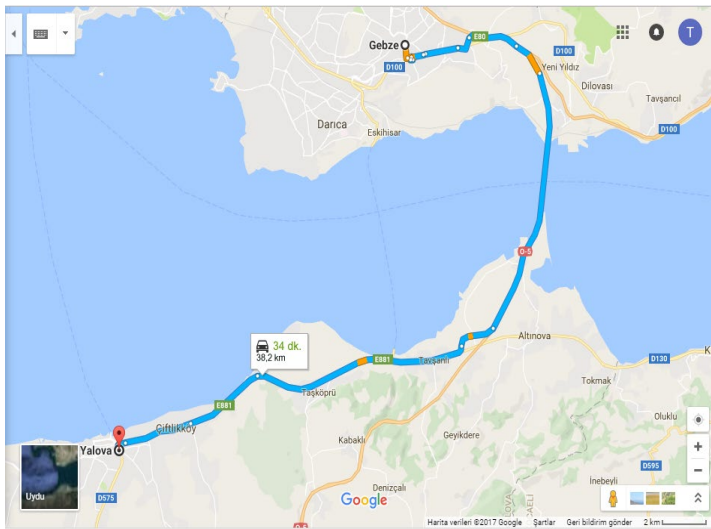 Gebze
E80
T
D100
D100
Yeni Yıldız
Dilovası
Tavşancıl
Darıca
Eskihisar
D100
O-5
34 dk.
38,2 km
Altınova
E881
Tavşanlı
D130
K
Taşköprü
Tokmak
E881
Çiftlikköy
Oluklu
Kabaklı
Geyikdere
Yalova
D595
Denizçalı
İnebeyli
Uydu
D575
Google
Harita verileri ©2017 Google Şartlar Geri bildirim gönder 2 km